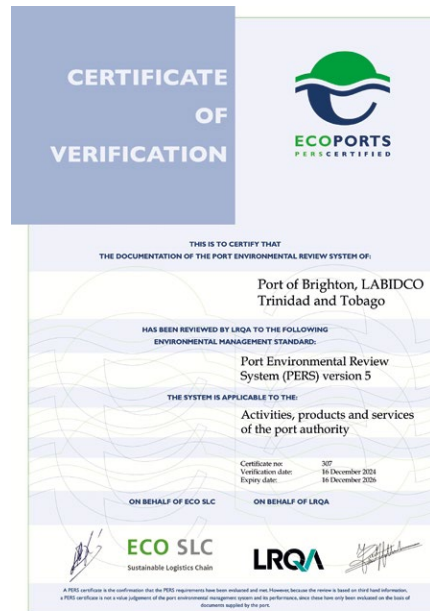 CERTIFICATE
OF
VERIFICATION
ECOPORTS
PERS CERTIFIED
THIS IS TO CERTIFY THAT
THE DOCUMENTATION OF THE PORT ENVIRONMENTAL REVIEW SYSTEM OF:
Port of Brighton, LABIDCO
Trinidad and Tobago
HAS BEEN REVIEWED BY LRQA TO THE FOLLOWING
ENVIRONMENTAL MANAGEMENT STANDARD:
Port Environmental Review
System (PERS) version 5
THE SYSTEM IS APPLICABLE TO THE:
Activities, products and services
of the port authority
Certificate no: 307
Verification date: 16 December 2024
Expiry date: 16 December 2026
ON BEHALF OF ECO SLC ON BEHALF OF LRQA
ECO SLC
Sustainable Logistics Chain
LRQA
A PERS certificate is the confirmation that the PERS requirements have been evaluated and met. However, because the review is based on third hand information,
a PERS certificate is not a value judgement of the port environmental management system and its performance, since these have only been evaluated on the basis of
documents supplied by the port.